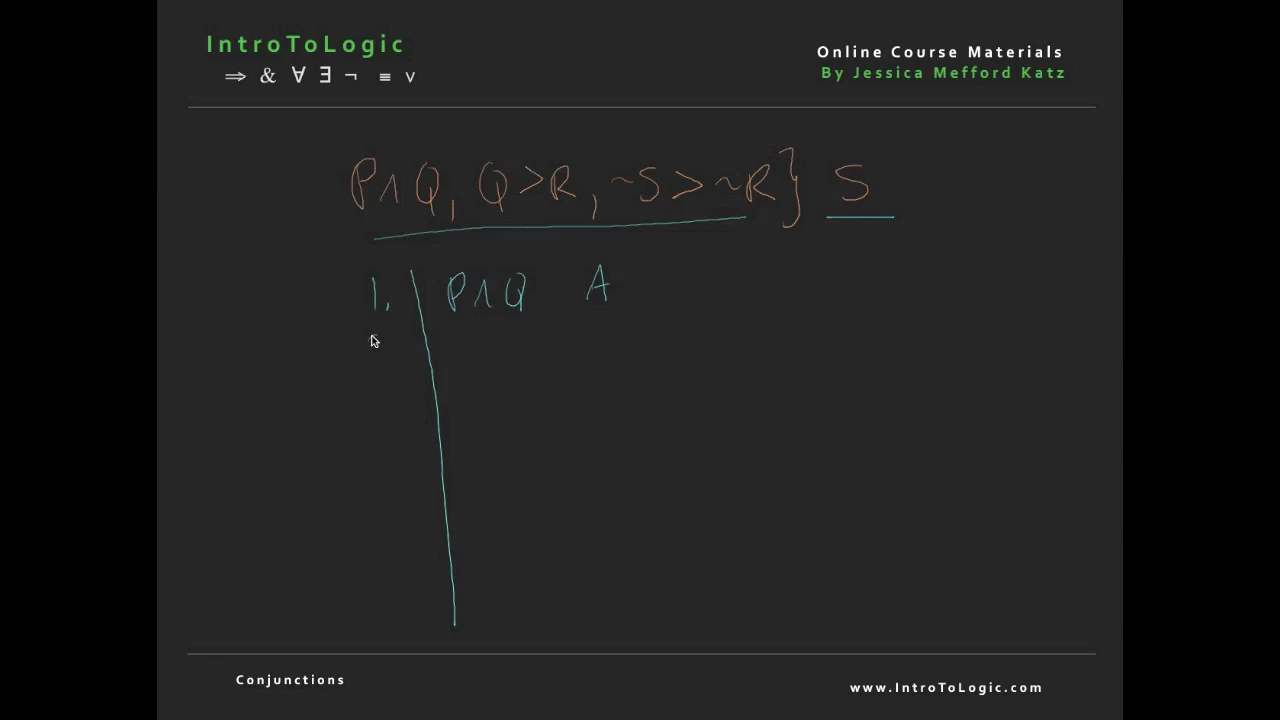 IntroToLogic
⇒ & ∀ ∃ ¬ ≡ ∨
Online Course Materials
By Jessica Mefford Katz
P∧Q, Q>R, ~S>~R} S
1. P∧Q A
Conjunctions
www.IntroToLogic.com